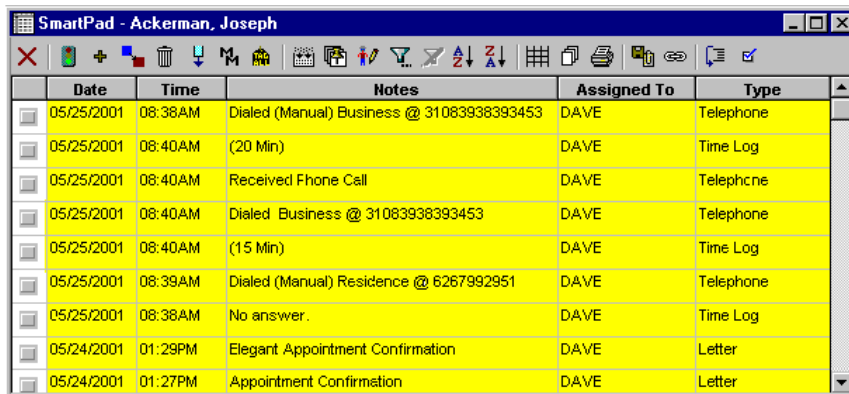 SmartPad - Ackerman, Joseph
Date Time Notes Assigned To Type
05/25/2001 08:38AM Dialed (Manual) Business @ 31083938393453 DAVE Telephone
05/25/2001 08:40AM (20 Min) DAVE Time Log
05/25/2001 08:40AM Received Phone Call DAVE Telephone
05/25/2001 08:40AM Dialed Business @ 31083938393453 DAVE Telephone
05/25/2001 08:40AM (15 Min) DAVE Time Log
05/25/2001 08:39AM Dialed (Manual) Residence @ 6267992951 DAVE Telephone
05/25/2001 08:38AM No answer. DAVE Time Log
05/24/2001 01:29PM Elegant Appointment Confirmation DAVE Letter
05/24/2001 01:27PM Appointment Confirmation DAVE Letter